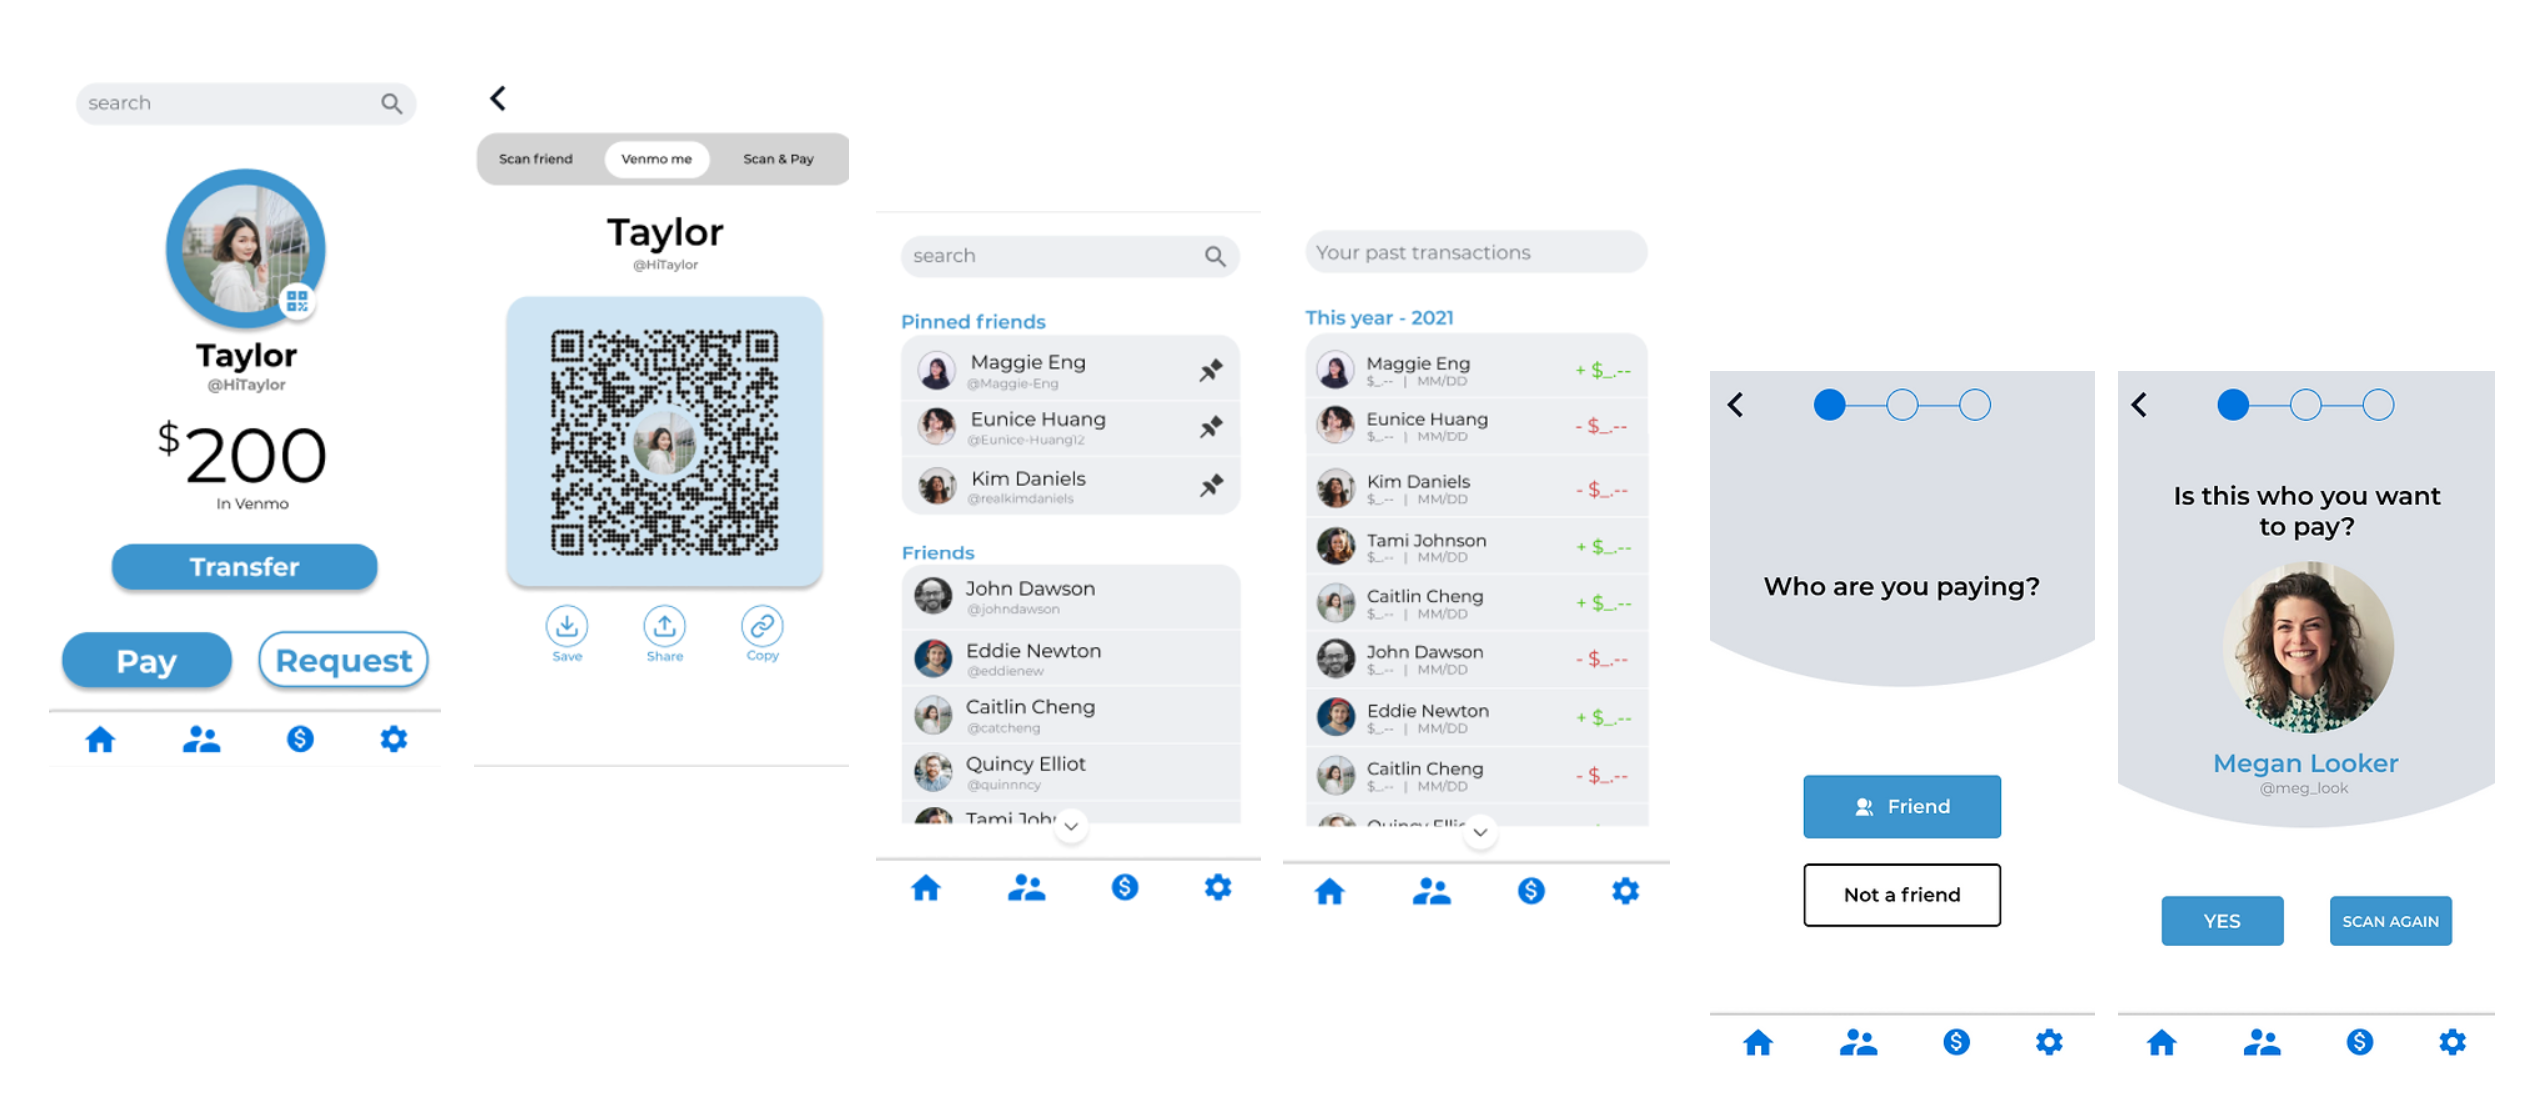 search
Taylor
@HiTaylor
$200
In Venmo
Transfer
Pay
Request
Scan friend
Venmo me
Scan & Pay
Taylor
@HiTaylor
Save
Share
Copy
search
Pinned friends
Maggie Eng
@Maggie-Eng
Eunice Huang
@Eunice-Huang12
Kim Daniels
@realkimdaniels
Friends
John Dawson
@johndawson
Eddie Newton
@eddienew
Caitlin Cheng
@catcheng
Quincy Elliot
@quinnncy
Tami Joh
Your past transactions
This year - 2021
Maggie Eng
+ $_.--
$_.-- | MM/DD
Eunice Huang
- $_.--
$_.-- | MM/DD
Kim Daniels
- $_.--
$_.-- | MM/DD
Tami Johnson
+ $_.--
$_.-- | MM/DD
Caitlin Cheng
+ $_.--
$_.-- | MM/DD
John Dawson
- $_.--
$_.-- | MM/DD
Eddie Newton
+ $_.--
$_.-- | MM/DD
Caitlin Cheng
- $_.--
$_.-- | MM/DD
Quincy Elli
Who are you paying?
Friend
Not a friend
Is this who you want
to pay?
Megan Looker
@meg_look
YES
SCAN AGAIN